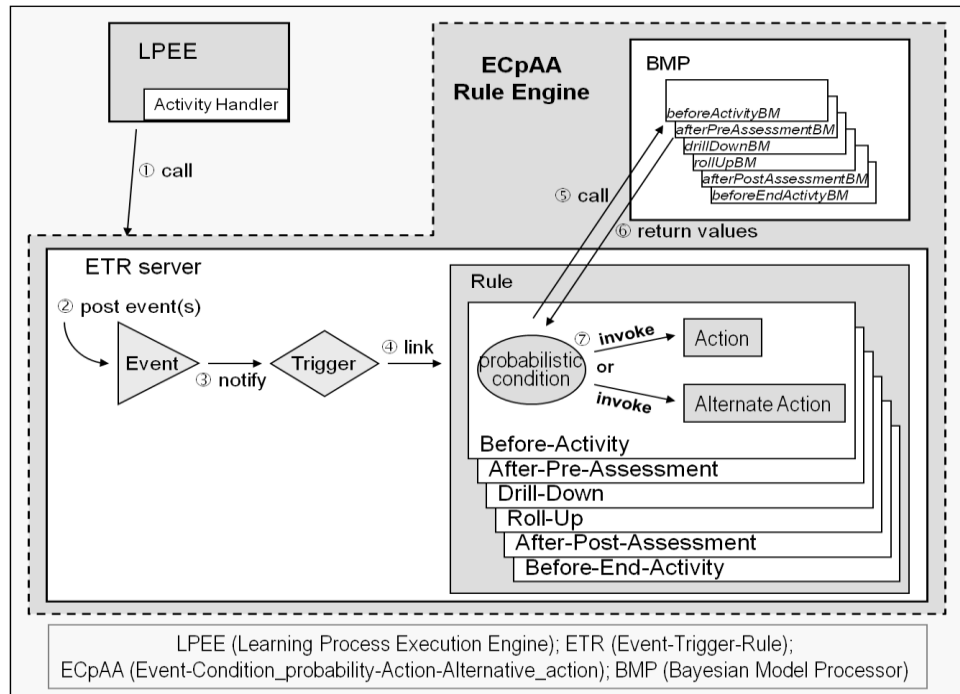 LPEE
Activity Handler
① call
ECpAA
Rule Engine
BMP
beforeActivityBM
afterPreAssessmentBM
drillDownBM
rollUpBM
afterPostAssessmentBM
beforeEndActivtyBM
⑤ call
⑥ return values
ETR server
② post event(s)
Event
③ notify
Trigger
④ link
Rule
probabilistic
condition
⑦ invoke
or
invoke
Action
Alternate Action
Before-Activity
After-Pre-Assessment
Drill-Down
Roll-Up
After-Post-Assessment
Before-End-Activity
LPEE (Learning Process Execution Engine); ETR (Event-Trigger-Rule);
ECpAA (Event-Condition_probability-Action-Alternative_action); BMP (Bayesian Model Processor)